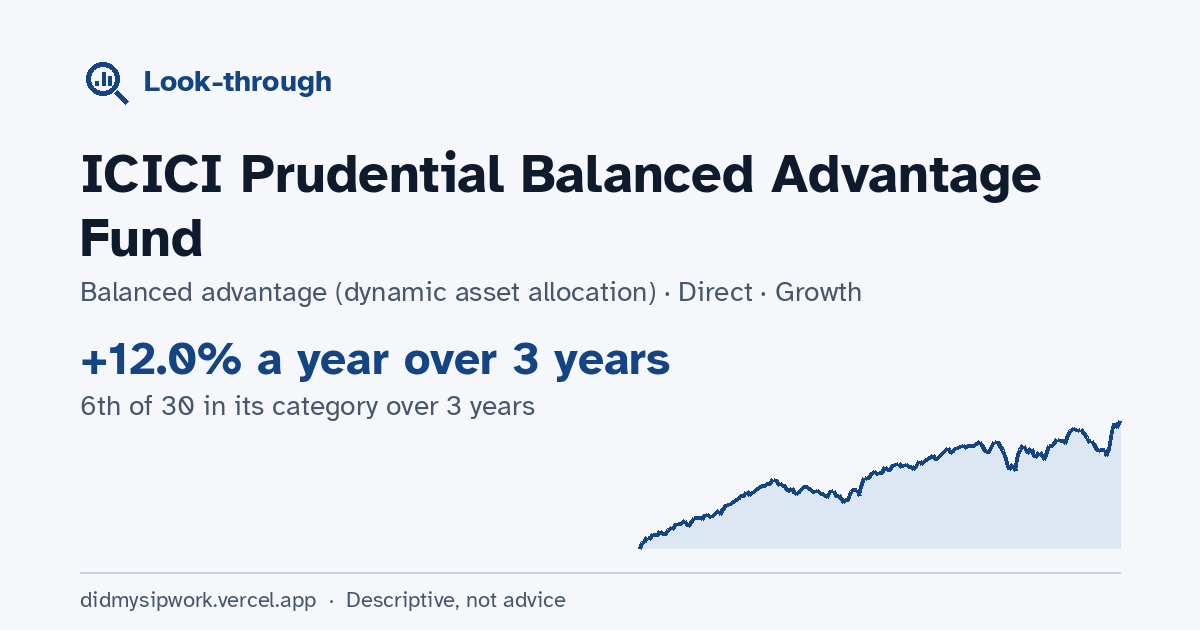 Look-through
ICICI Prudential Balanced Advantage
Fund
Balanced advantage (dynamic asset allocation) · Direct · Growth
+12.0% a year over 3 years
6th of 30 in its category over 3 years
didmysipwork.vercel.app · Descriptive, not advice